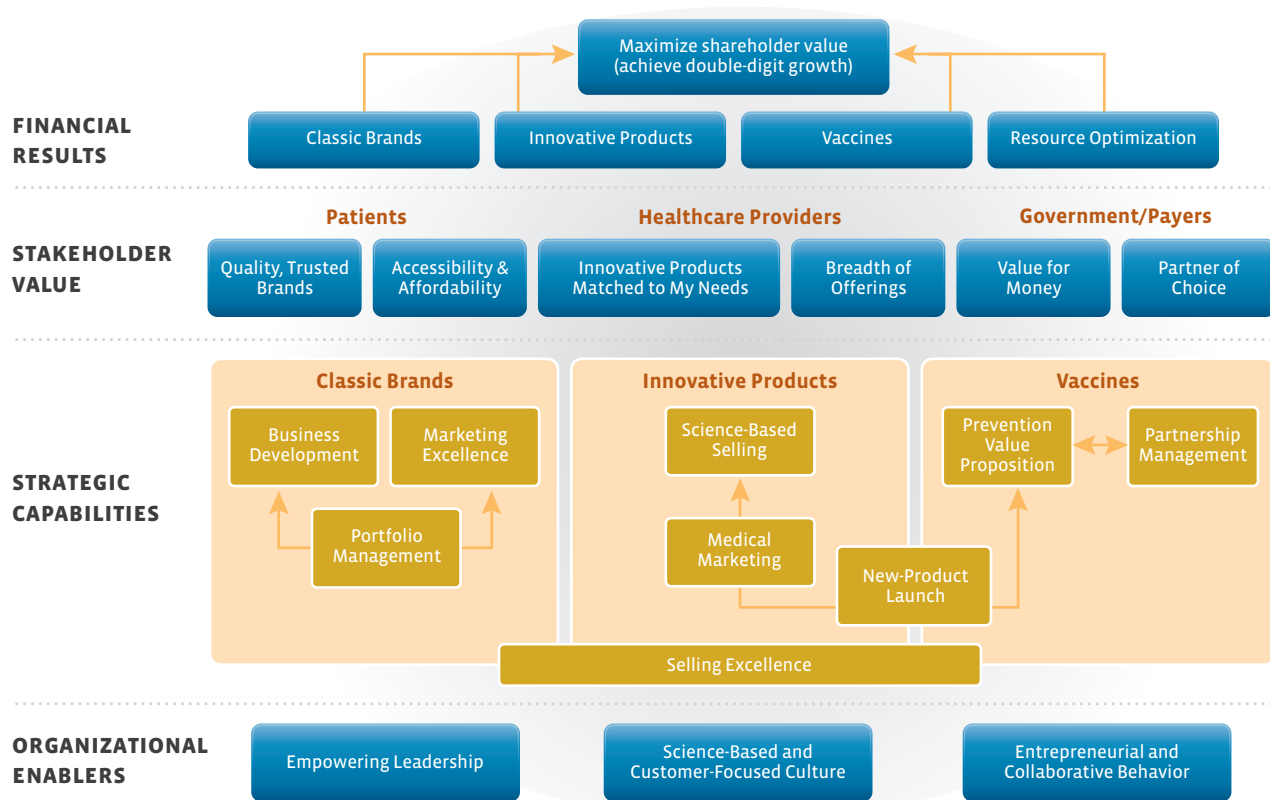 Maximize shareholder value
(achieve double-digit growth)
FINANCIAL
RESULTS
Classic Brands
Innovative Products
Vaccines
Resource Optimization
STAKEHOLDER
VALUE
Patients
Healthcare Providers
Government/Payers
Quality, Trusted
Brands
Accessibility &
Affordability
Innovative Products
Matched to My Needs
Breadth of
Offerings
Value for
Money
Partner of
Choice
STRATEGIC
CAPABILITIES
Classic Brands
Business
Development
Marketing
Excellence
Portfolio
Management
Innovative Products
Science-Based
Selling
Medical
Marketing
New-Product
Launch
Vaccines
Prevention
Value
Proposition
Partnership
Management
Selling Excellence
ORGANIZATIONAL
ENABLERS
Empowering Leadership
Science-Based and
Customer-Focused Culture
Entrepreneurial and
Collaborative Behavior